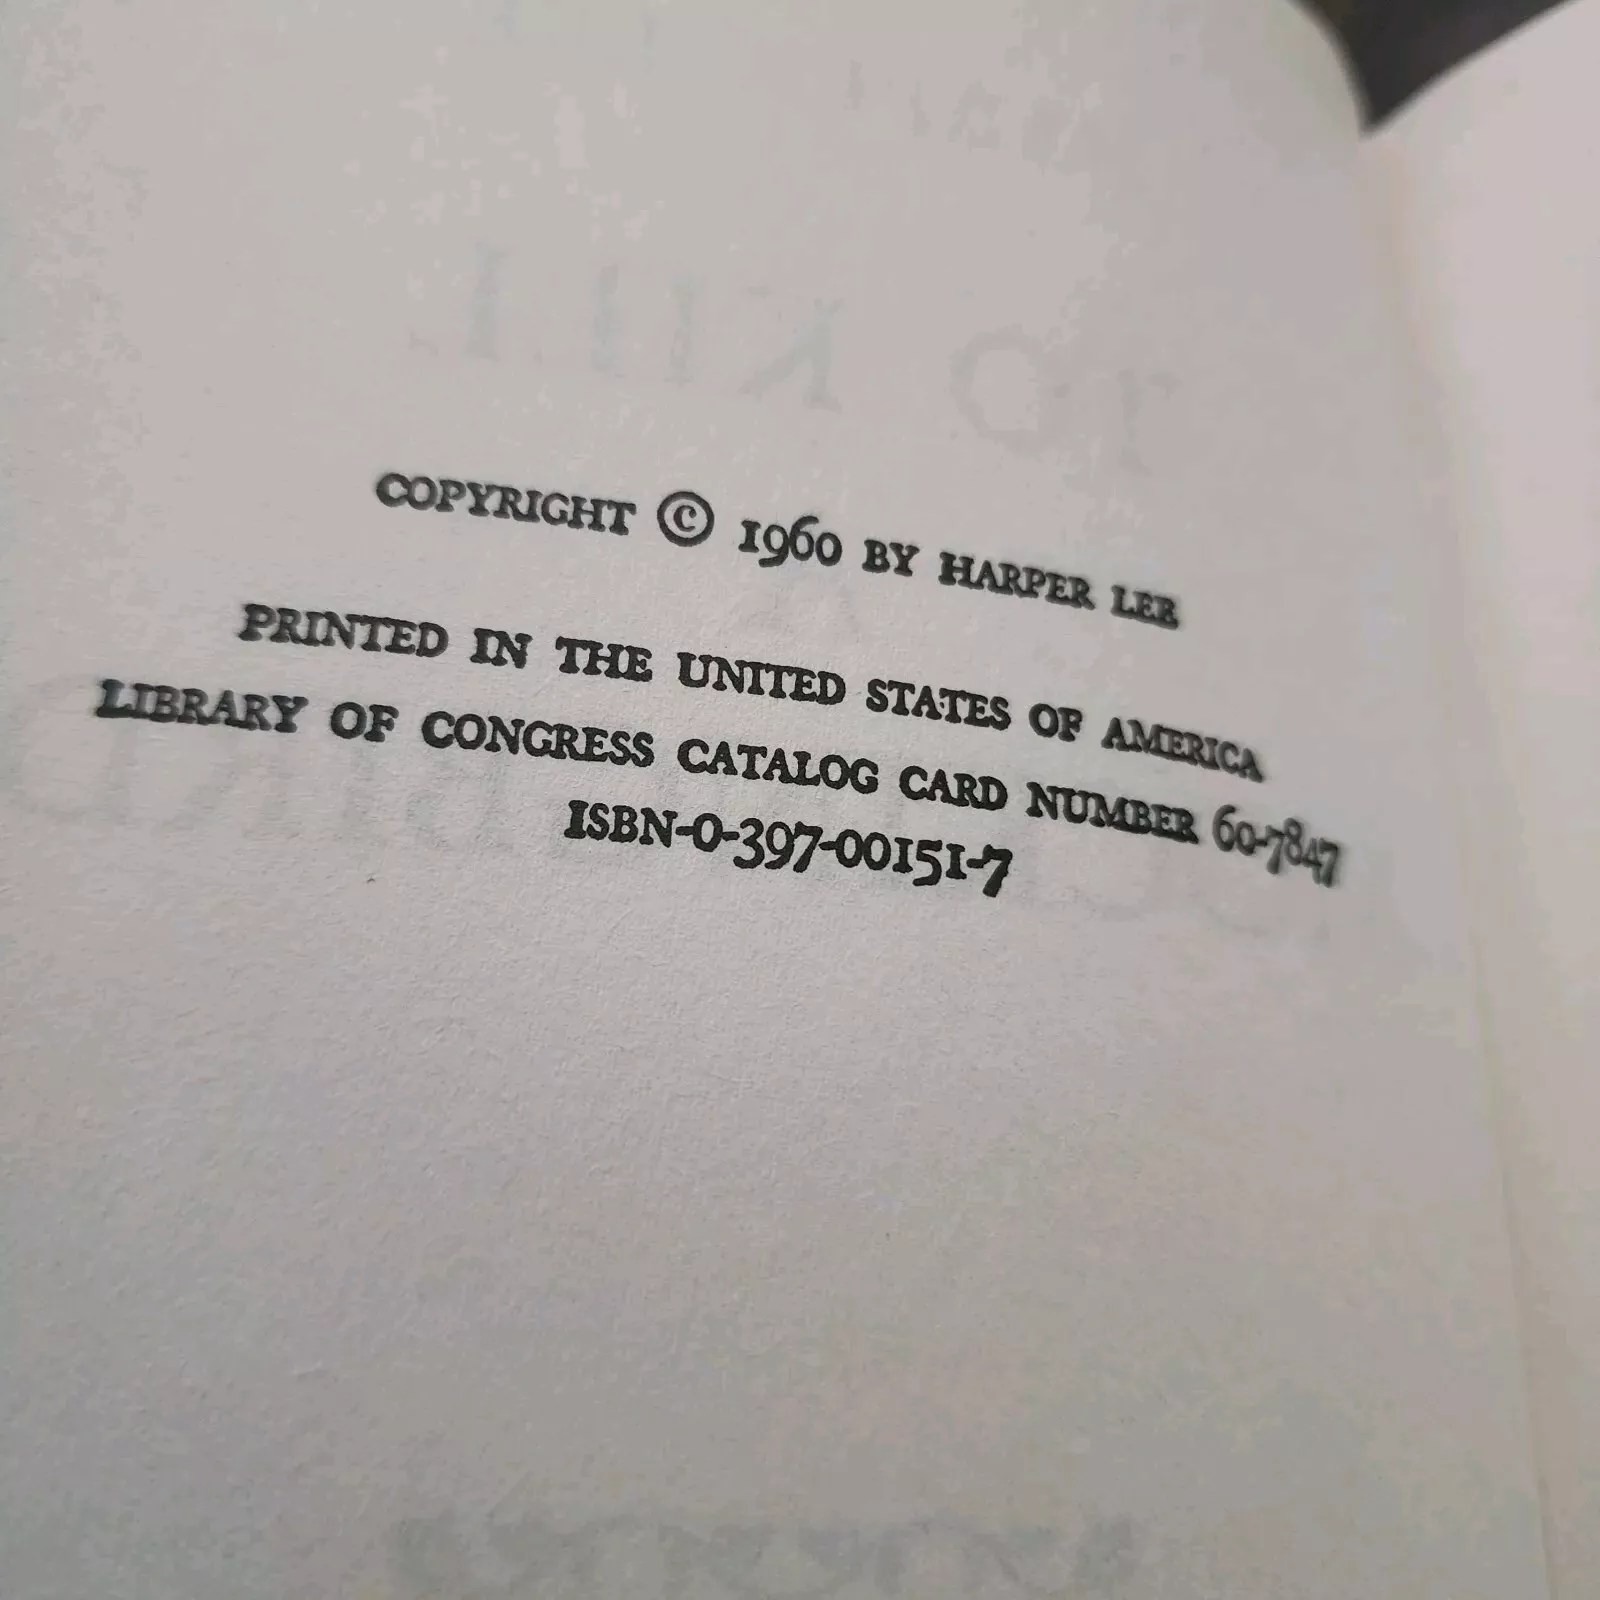 COPYRIGHT © 1960 BY HARPER LEE
PRINTED IN THE UNITED STATES OF AMERICA
LIBRARY OF CONGRESS CATALOG CARD NUMBER 60-7847
ISBN-0-397-00151-7